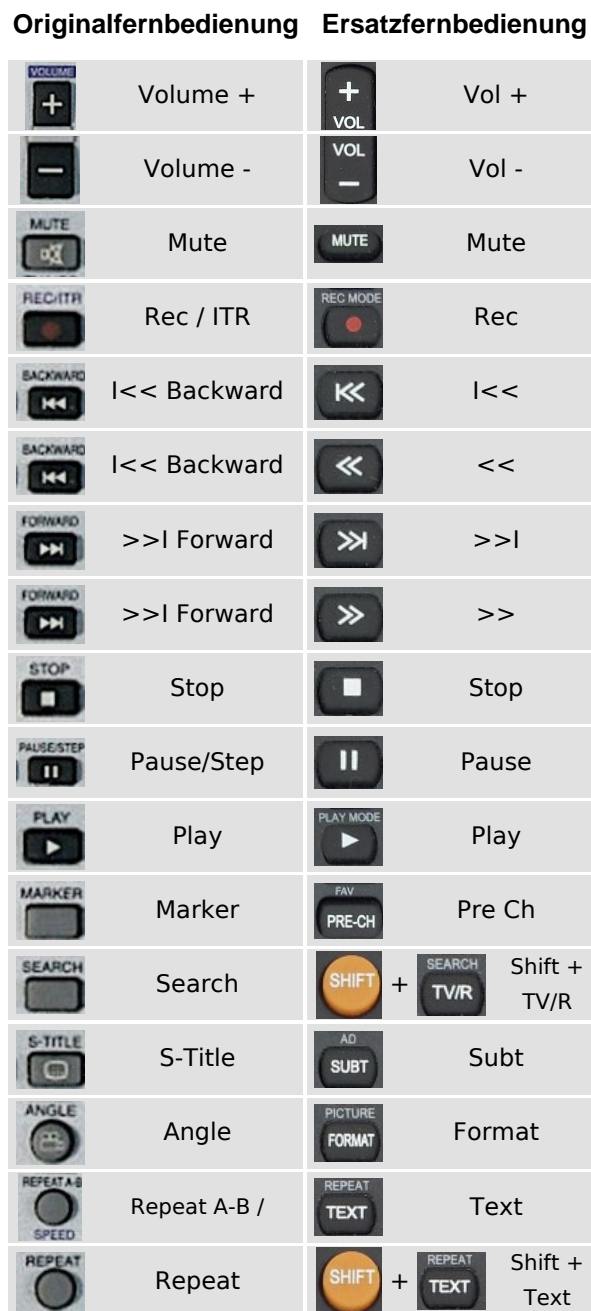 Originalfernbedienung Ersatzfernbedienung
VOLUME
+ Volume + + VOL Vol +
− Volume - VOL − Vol -
MUTE Mute MUTE Mute
REC/ITR Rec / ITR REC MODE Rec
BACKWARD I<< Backward I<<
BACKWARD I<< Backward <<
FORWARD >>I Forward >>I
FORWARD >>I Forward >>
STOP Stop Stop
PAUSE/STEP Pause/Step Pause
PLAY Play PLAY MODE Play
MARKER Marker FAV PRE-CH Pre Ch
SEARCH Search SHIFT + SEARCH TV/R Shift +
TV/R
S-TITLE S-Title AD SUBT Subt
ANGLE Angle PICTURE FORMAT Format
REPEAT A-B Repeat A-B / REPEAT TEXT Text
SPEED
REPEAT Repeat SHIFT + REPEAT TEXT Shift +
Text